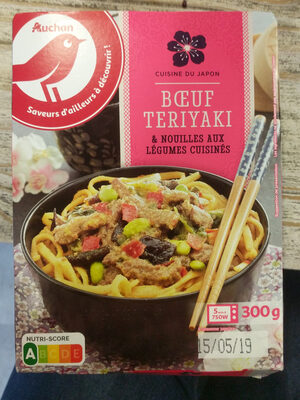 Auchan
Saveurs d'ailleurs à découvrir !
CUISINE DU JAPON
BŒUF
TERIYAKI
& NOUILLES AUX
LÉGUMES CUISINÉS
5 min à
750W
300g
15/05/19
NUTRI-SCORE
A B C D E